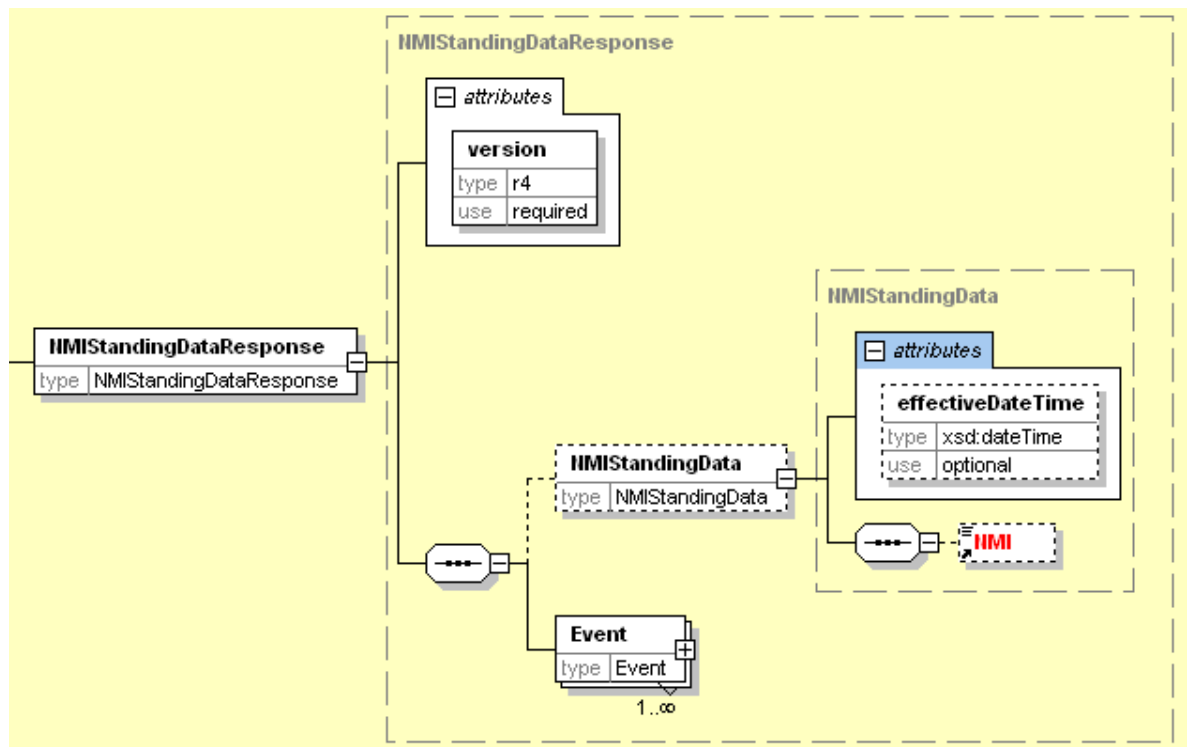 NMIStandingDataResponse
attributes
version
type r4
use required
NMIStandingData
NMIStandingDataResponse
type NMIStandingDataResponse
attributes
effectiveDateTime
type xsd:dateTime
use optional
NMIStandingData
type NMIStandingData
NMI
Event
type Event
1..∞